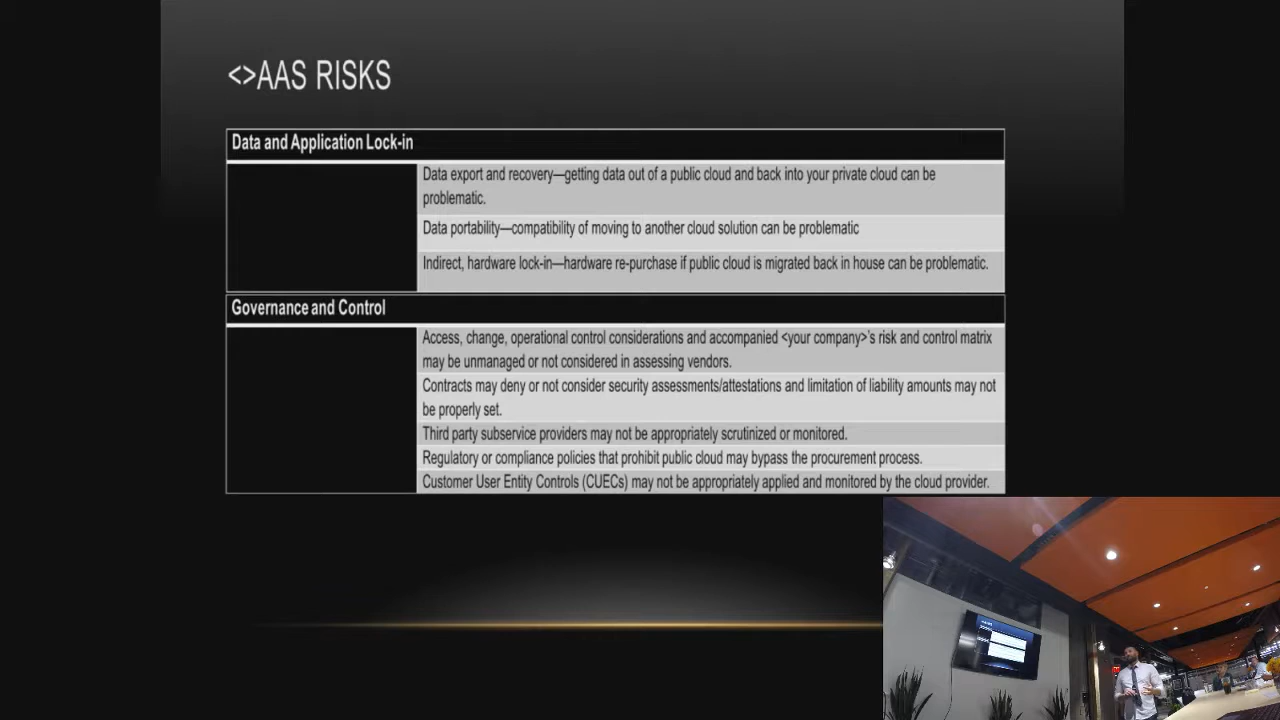 <>AAS RISKS
Data and Application Lock-in
Data export and recovery—getting data out of a public cloud and back into your private cloud can be
problematic.
Data portability—compatibility of moving to another cloud solution can be problematic
Indirect, hardware lock-in—hardware re-purchase if public cloud is migrated back in house can be problematic.
Governance and Control
Access, change, operational control considerations and accompanied <your company>'s risk and control matrix
may be unmanaged or not considered in assessing vendors.
Contracts may deny or not consider security assessments/attestations and limitation of liability amounts may not
be properly set.
Third party subservice providers may not be appropriately scrutinized or monitored.
Regulatory or compliance policies that prohibit public cloud may bypass the procurement process.
Customer User Entity Controls (CUECs) may not be appropriately applied and monitored by the cloud provider.